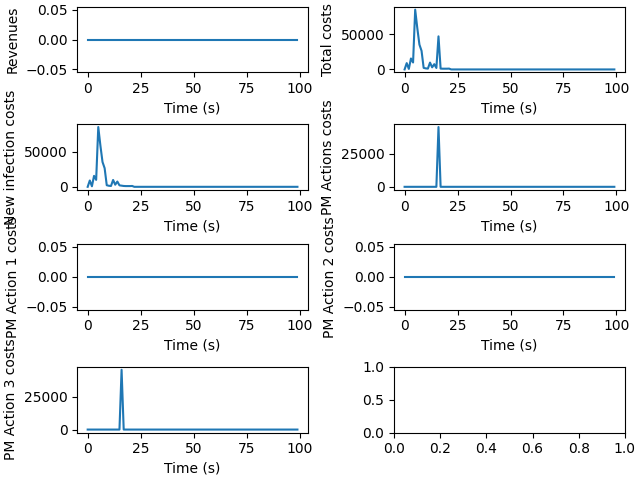 Revenues
0.05
0.00
−0.05
0 25 50 75 100
Time (s)
Total costs
50000
0
0 25 50 75 100
Time (s)
New infection costs
50000
0
0 25 50 75 100
Time (s)
PM Actions costs
25000
0
0 25 50 75 100
Time (s)
PM Action 1 costs
0.05
0.00
−0.05
0 25 50 75 100
Time (s)
PM Action 2 costs
0.05
0.00
−0.05
0 25 50 75 100
Time (s)
PM Action 3 costs
25000
0
0 25 50 75 100
Time (s)
1.0
0.5
0.0
0.0 0.2 0.4 0.6 0.8 1.0